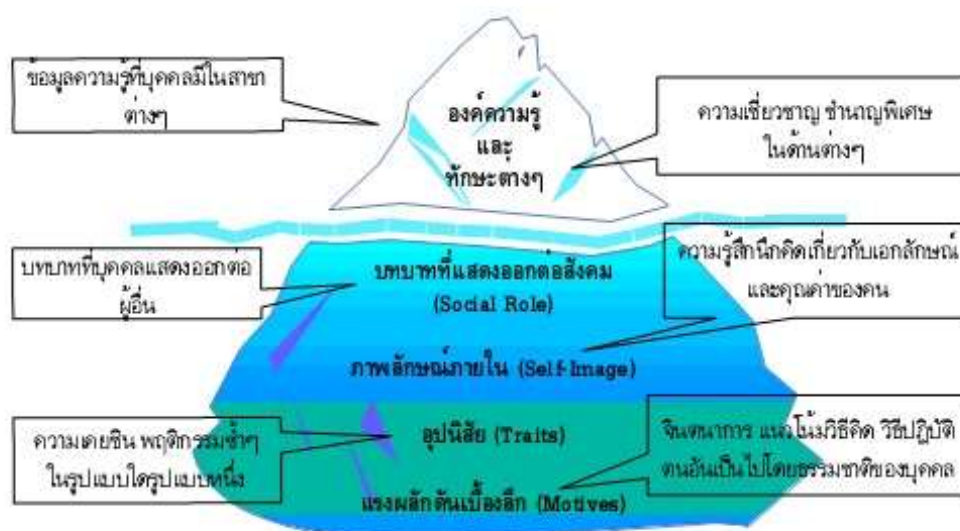 ข้อมูลความรู้ที่บุคคลมีในสาขา
ต่างๆ
องค์ความรู้
และ
ทักษะต่างๆ
ความเชี่ยวชาญ ชำนาญพิเศษ
ในด้านต่างๆ
บทบาทที่บุคคลแสดงออกต่อ
ผู้อื่น
บทบาทที่แสดงออกต่อสังคม
(Social Role)
ความรู้สึกนึกคิดเกี่ยวกับเอกลักษณ์
และคุณค่าของคน
ภาพลักษณ์ภายใน (Self-Image)
ความเคยชิน พฤติกรรมซ้ำๆ
ในรูปแบบใดรูปแบบหนึ่ง
อุปนิสัย (Traits)
จินตนาการ แนวโน้มวิธีคิด วิธีปฏิบัติ
ตนอันเป็นไปโดยธรรมชาติของบุคคล
แรงผลักดันเบื้องลึก (Motives)